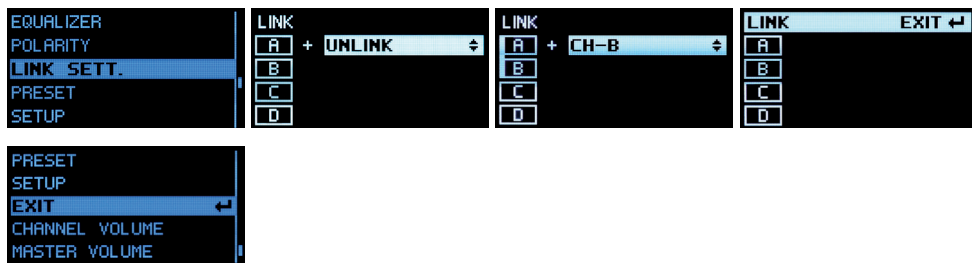 EQUALIZER
POLARITY
LINK SETT.
PRESET
SETUP
LINK
A + UNLINK
B
C
D
LINK
A + CH-B
B
C
D
LINK EXIT ↵
A
B
C
D
PRESET
SETUP
EXIT ↵
CHANNEL VOLUME
MASTER VOLUME